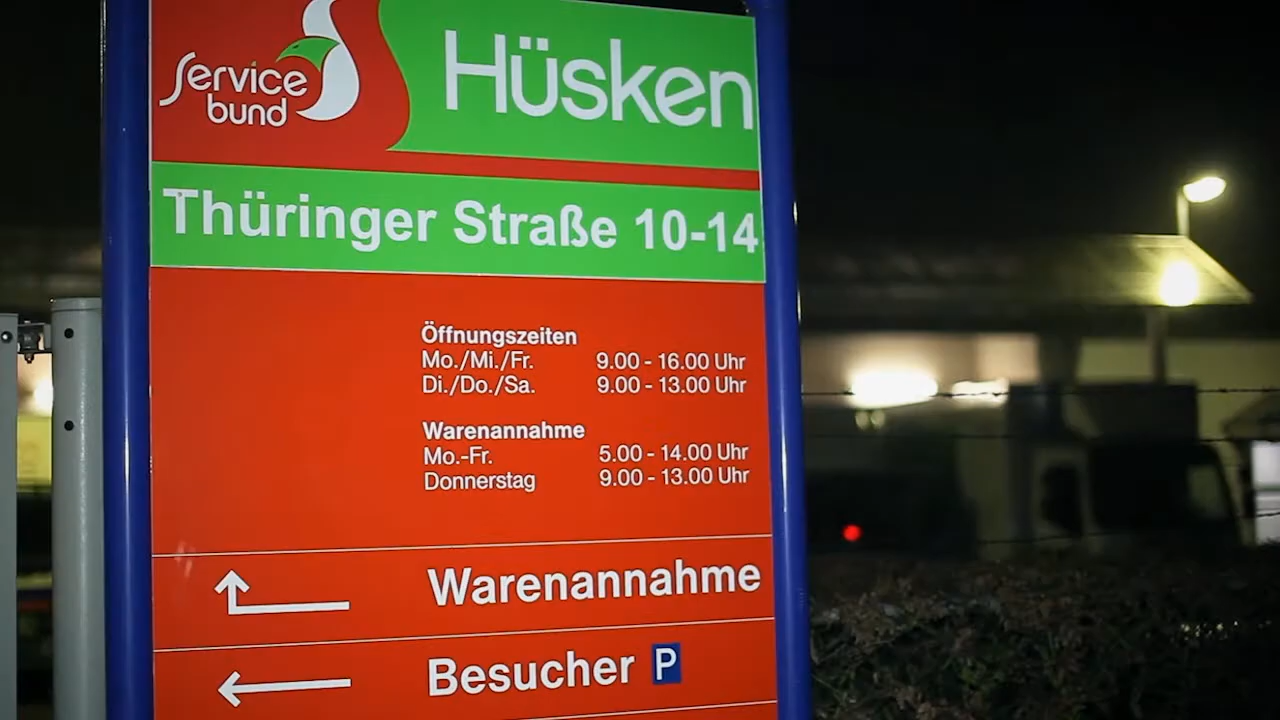 Service
bund
Hüsken
Thüringer Straße 10-14
Öffnungszeiten
Mo./Mi./Fr. 9.00 - 16.00 Uhr
Di./Do./Sa. 9.00 - 13.00 Uhr
Warenannahme
Mo.-Fr. 5.00 - 14.00 Uhr
Donnerstag 9.00 - 13.00 Uhr
Warenannahme
Besucher P